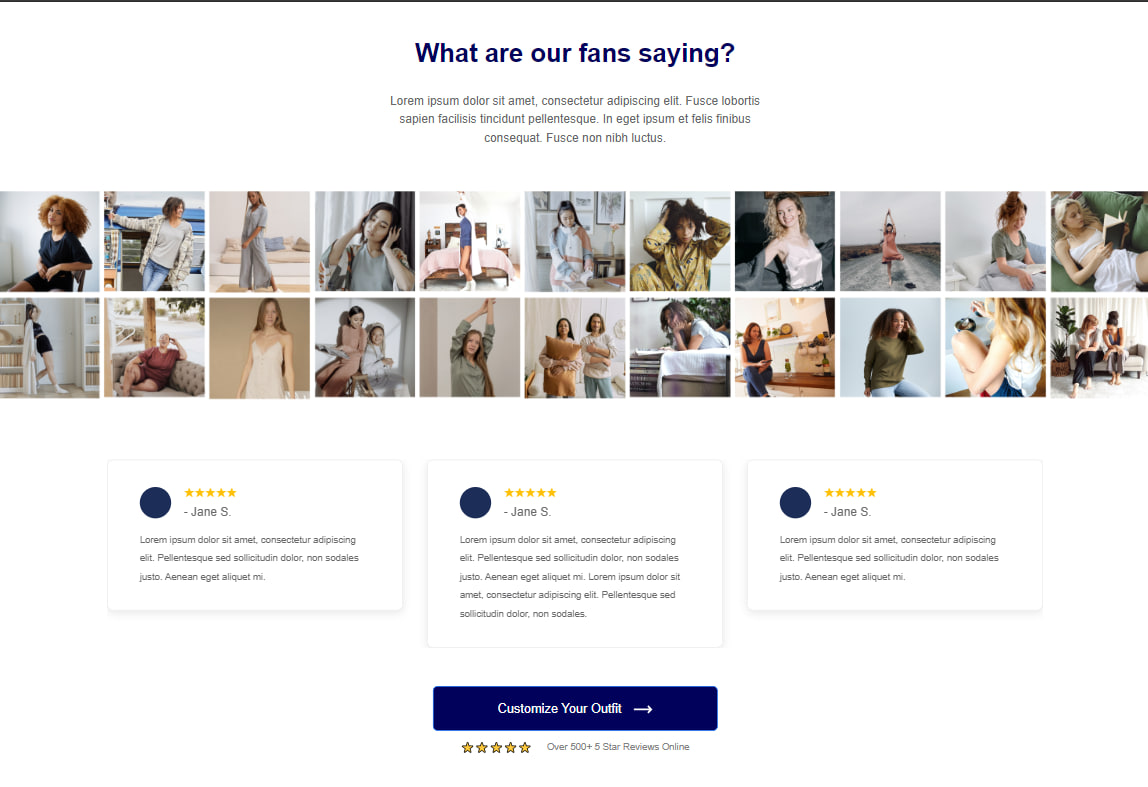 What are our fans saying?
Lorem ipsum dolor sit amet, consectetur adipiscing elit. Fusce lobortis
sapien facilisis tincidunt pellentesque. In eget ipsum et felis finibus
consequat. Fusce non nibh luctus.
- Jane S.
Lorem ipsum dolor sit amet, consectetur adipiscing
elit. Pellentesque sed sollicitudin dolor, non sodales
justo. Aenean eget aliquet mi.
- Jane S.
Lorem ipsum dolor sit amet, consectetur adipiscing
elit. Pellentesque sed sollicitudin dolor, non sodales
justo. Aenean eget aliquet mi. Lorem ipsum dolor sit
amet, consectetur adipiscing elit. Pellentesque sed
sollicitudin dolor, non sodales.
- Jane S.
Lorem ipsum dolor sit amet, consectetur adipiscing
elit. Pellentesque sed sollicitudin dolor, non sodales
justo. Aenean eget aliquet mi.
Customize Your Outfit
Over 500+ 5 Star Reviews Online